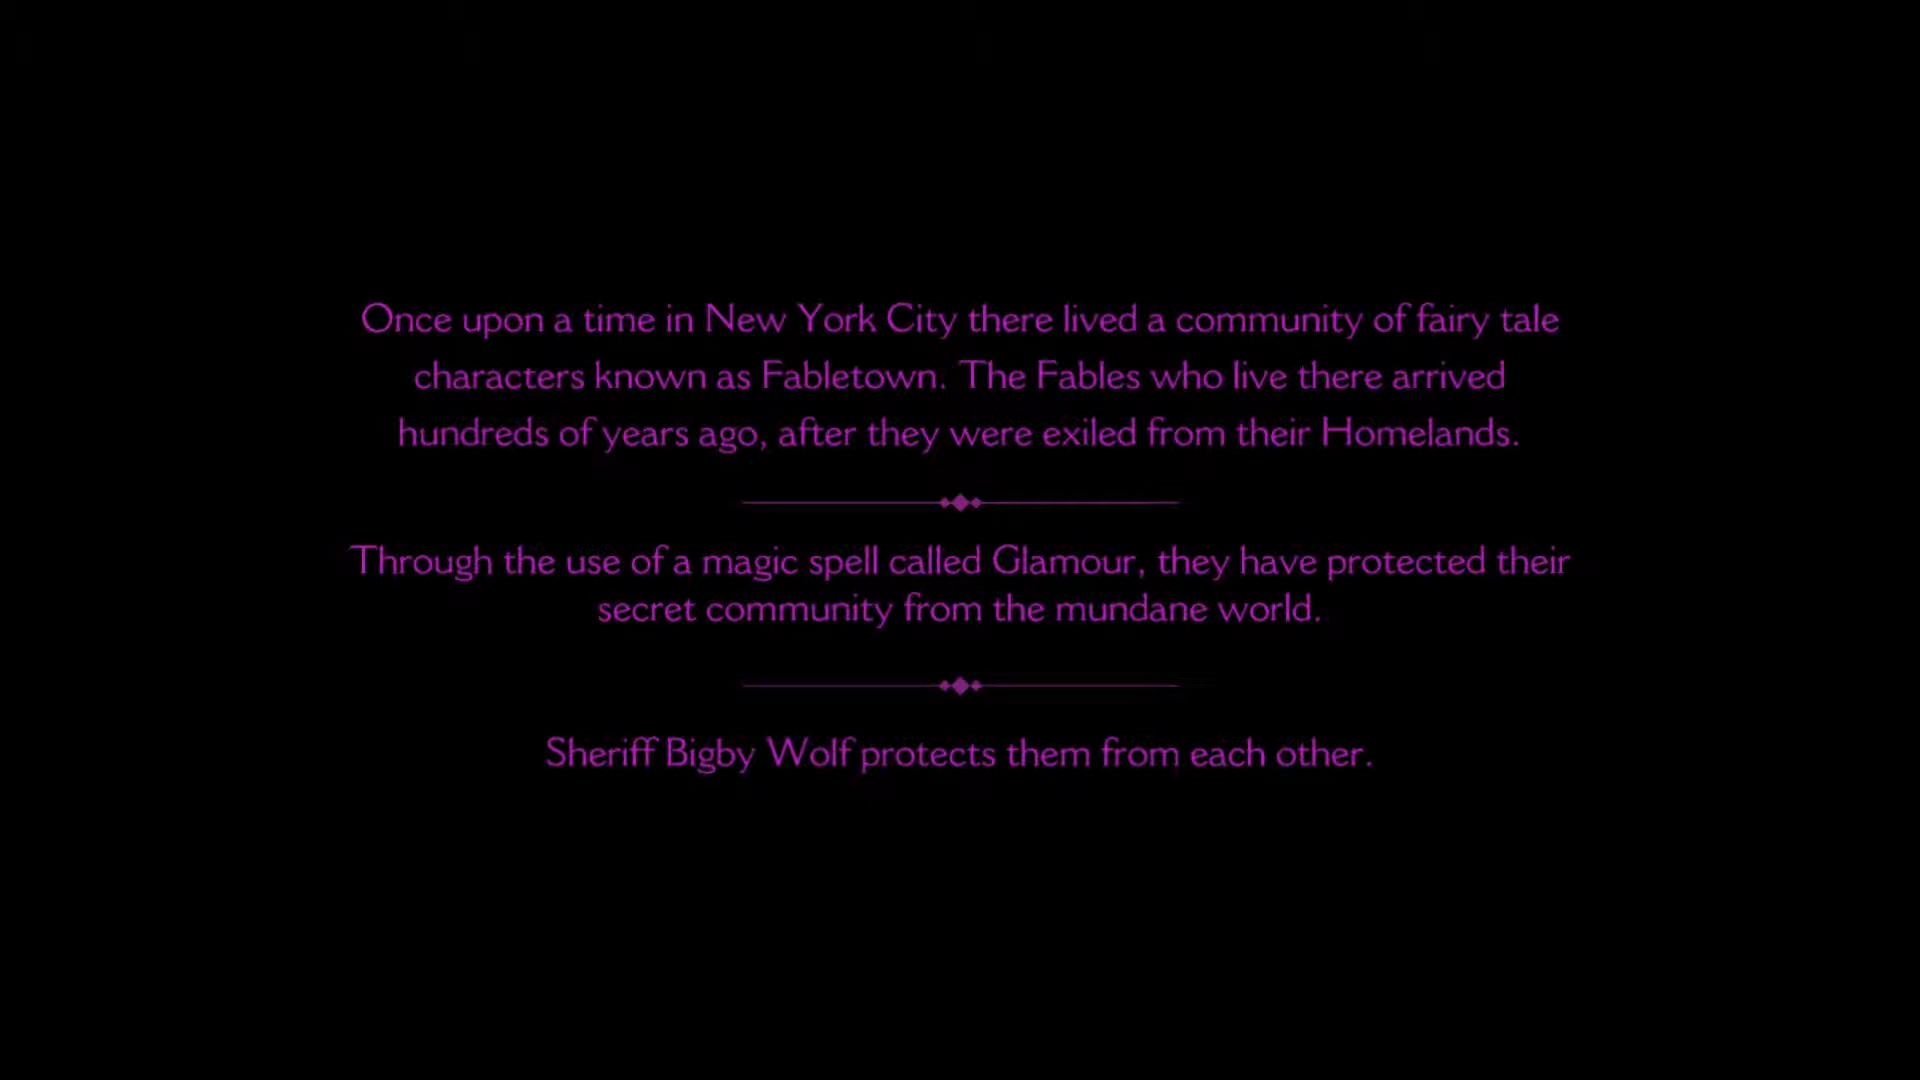 Once upon a time in New York City there lived a community of fairy tale
characters known as Fabletown. The Fables who live there arrived
hundreds of years ago, after they were exiled from their Homelands.
Through the use of a magic spell called Glamour, they have protected their
secret community from the mundane world.
Sheriff Bigby Wolf protects them from each other.